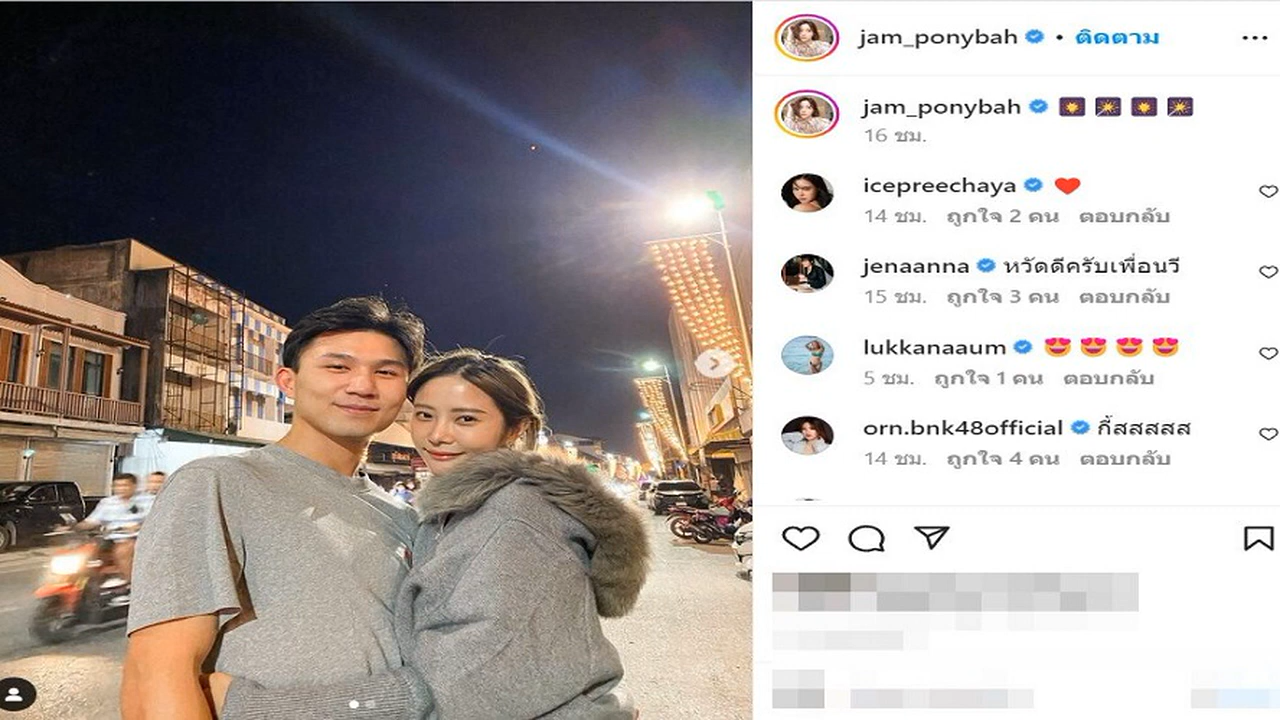 jam_ponybah • ติดตาม
jam_ponybah
16 ชม.
icepreechaya
14 ชม. ถูกใจ 2 คน ตอบกลับ
jenaanna หวัดดีครับเพื่อนวี
15 ชม. ถูกใจ 3 คน ตอบกลับ
lukkanaaum
5 ชม. ถูกใจ 1 คน ตอบกลับ
orn.bnk48official กี้สสสสส
14 ชม. ถูกใจ 4 คน ตอบกลับ